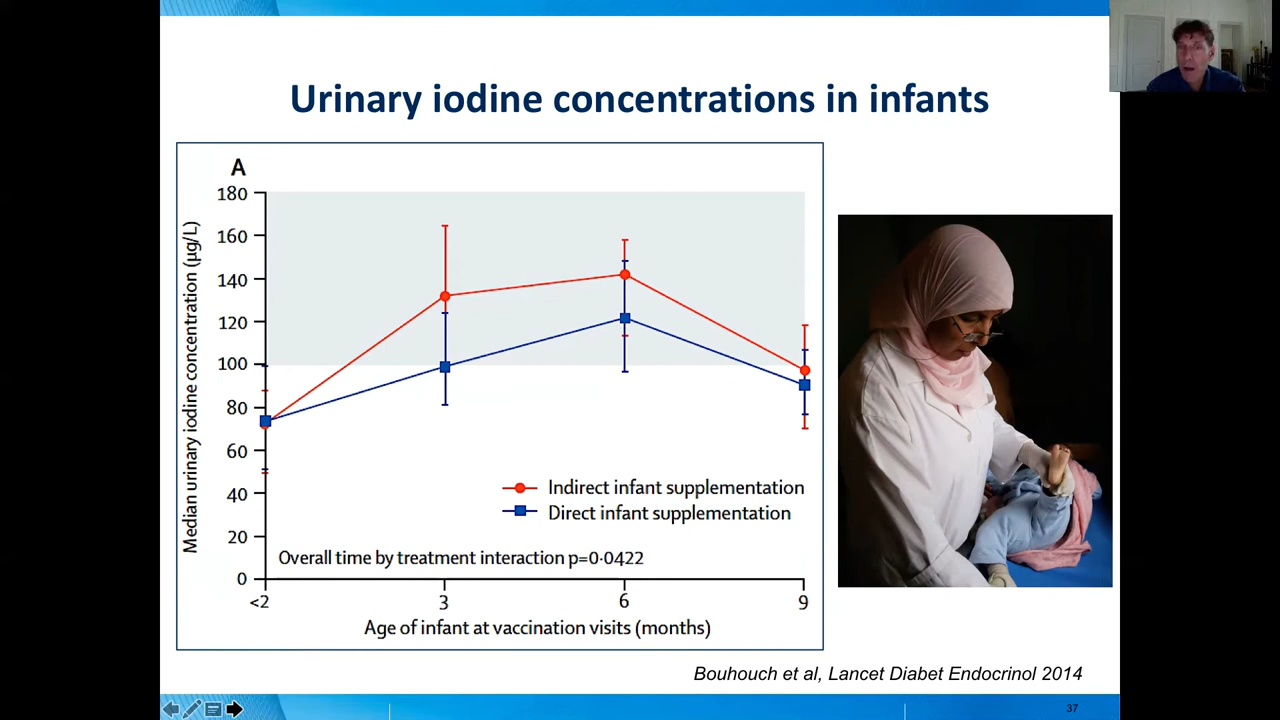 Urinary iodine concentrations in infants
A
180
160
140
120
100
80
60
40
20
0
Median urinary iodine concentration (µg/L)
Indirect infant supplementation
Direct infant supplementation
Overall time by treatment interaction p=0·0422
<2
3
6
9
Age of infant at vaccination visits (months)
Bouhouch et al, Lancet Diabet Endocrinol 2014
37